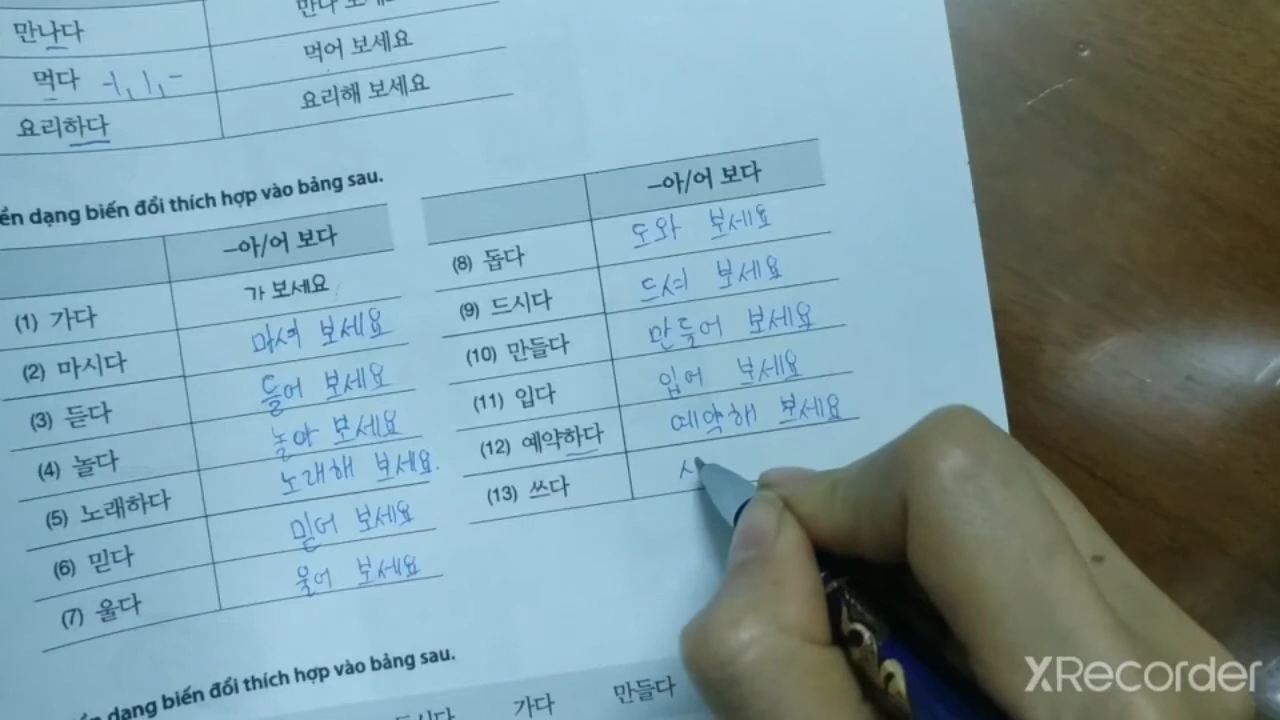 만나다 만나 보세요
먹다 ㅓ, ㅣ, ㅡ 먹어 보세요
요리하다 요리해 보세요
dạng biến đổi thích hợp vào bảng sau.
–아/어 보다
(1) 가다 가 보세요
(2) 마시다 마셔 보세요
(3) 듣다 들어 보세요
(4) 놀다 놀아 보세요
(5) 노래하다 노래해 보세요.
(6) 믿다 믿어 보세요
(7) 울다 울어 보세요
–아/어 보다
(8) 돕다 도와 보세요
(9) 드시다 드셔 보세요
(10) 만들다 만들어 보세요
(11) 입다 입어 보세요
(12) 예약하다 예약해 보세요
(13) 쓰다 ㅅ
dạng biến đổi thích hợp vào bảng sau.
가다 만들다
XRecorder